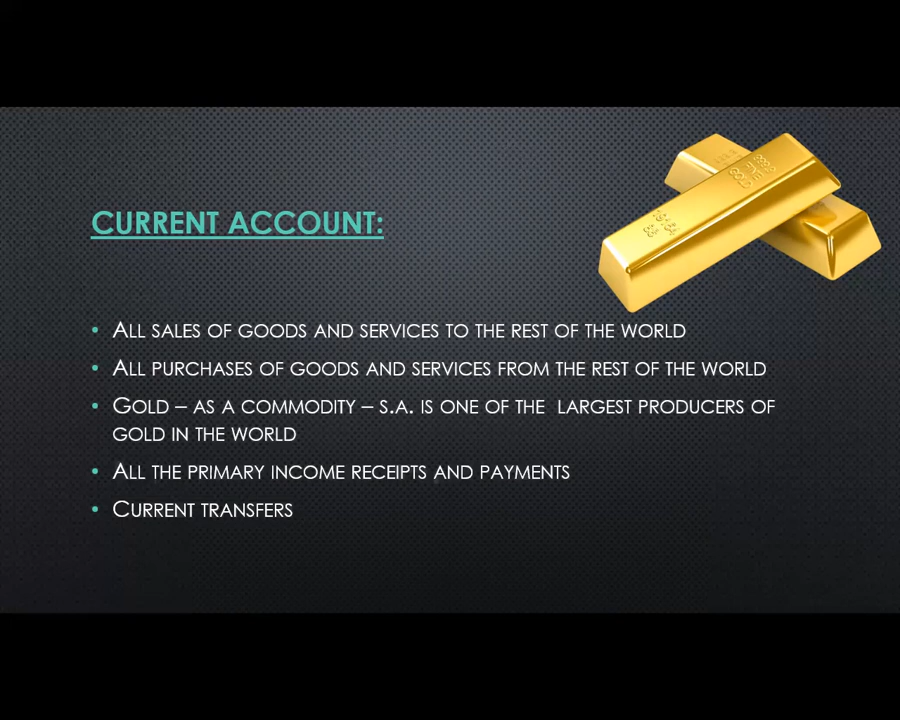 CURRENT ACCOUNT:
• ALL SALES OF GOODS AND SERVICES TO THE REST OF THE WORLD
• ALL PURCHASES OF GOODS AND SERVICES FROM THE REST OF THE WORLD
• GOLD – AS A COMMODITY – S.A. IS ONE OF THE LARGEST PRODUCERS OF
GOLD IN THE WORLD
• ALL THE PRIMARY INCOME RECEIPTS AND PAYMENTS
• CURRENT TRANSFERS